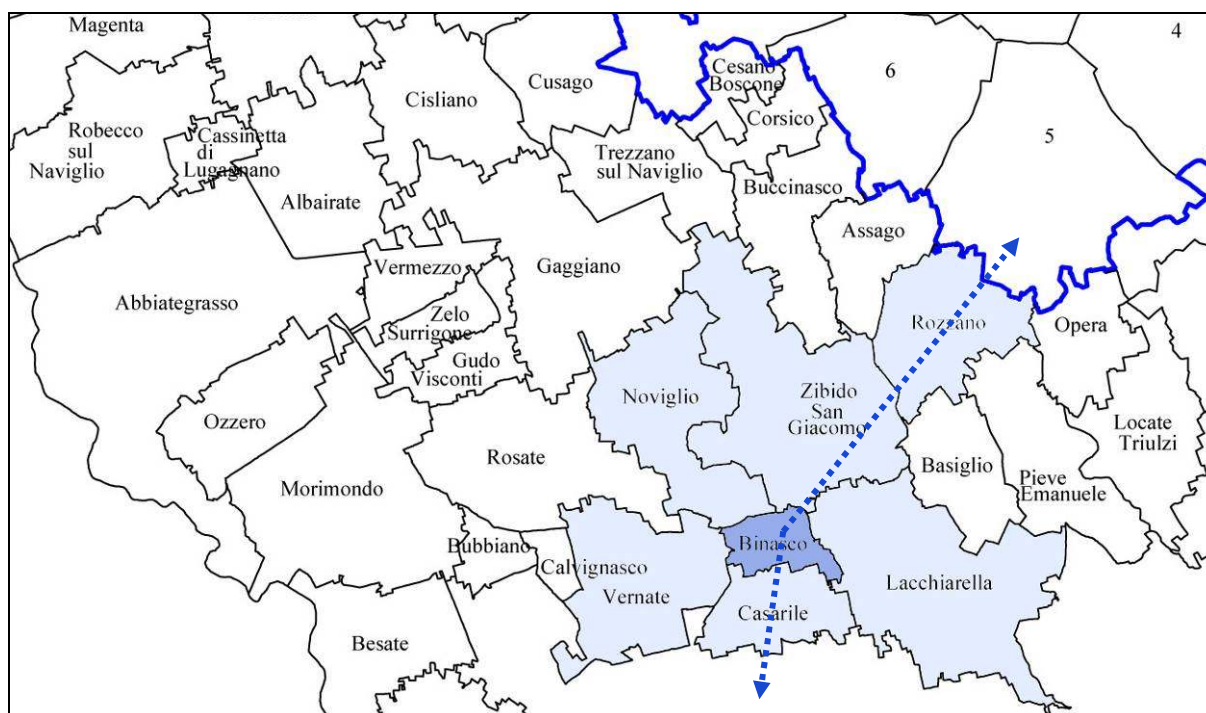 Magenta
4
6
Cusago
Cesano
Boscone
Cisliano
Corsico
Robecco
sul
Naviglio
Cassinetta
di
Lugagnano
5
Trezzano
sul Naviglio
Buccinasco
Albairate
Assago
Vermezzo
Gaggiano
Abbiategrasso
Zelo
Surrigone
Rozzano
Opera
Gudo
Visconti
Noviglio
Zibido
San
Giacomo
Ozzero
Locate
Triulzi
Rosate
Basiglio
Pieve
Emanuele
Morimondo
Binasco
Bubbiano
Calvignasco
Lacchiarella
Vernate
Casarile
Besate